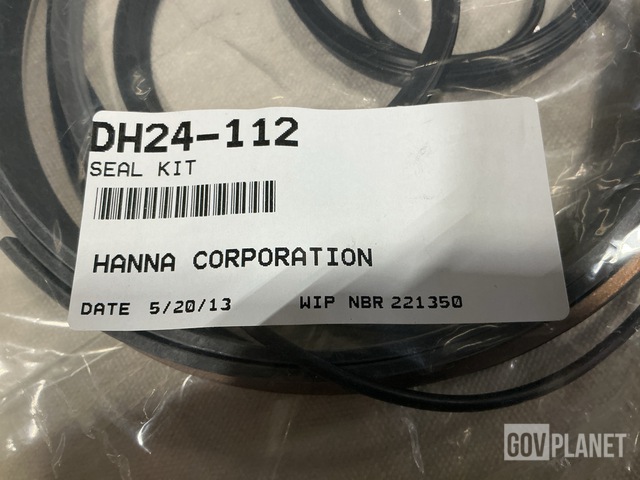 DH24-112
SEAL KIT
HANNA CORPORATION
DATE 5/20/13 WIP NBR 221350
GOVPLANET